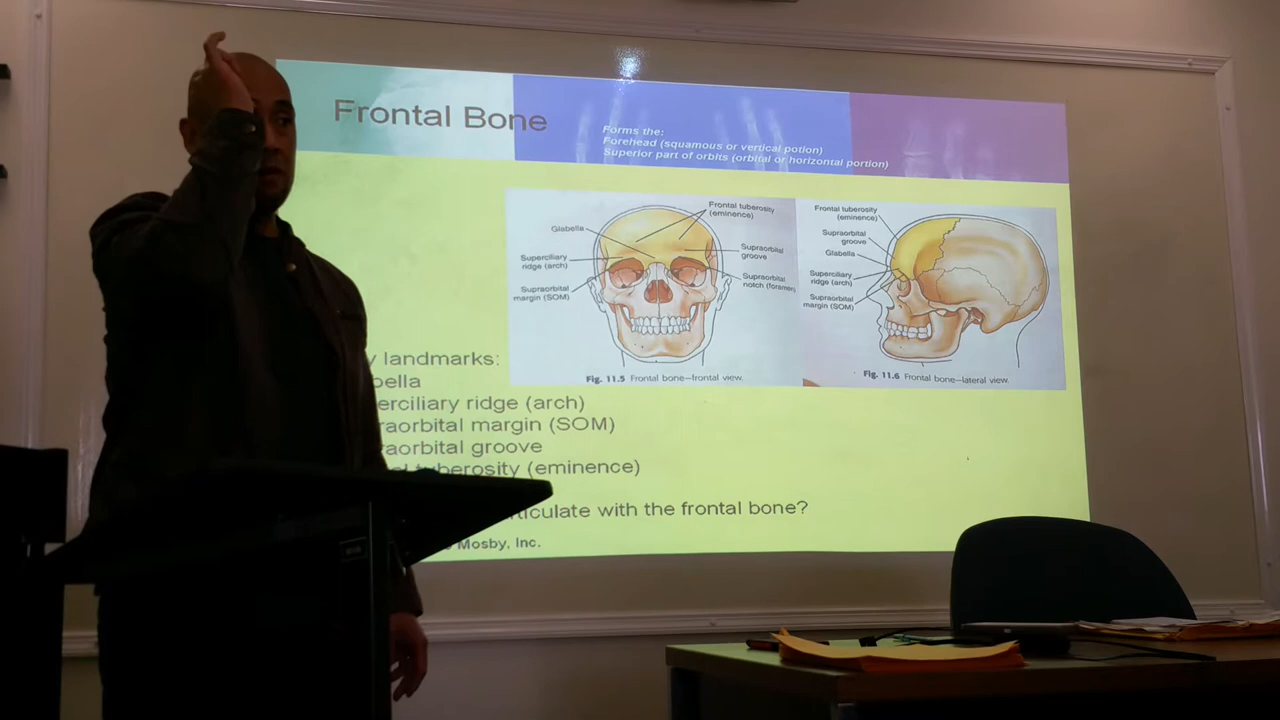 Frontal Bone
Forms the:
Forehead (squamous or vertical potion)
Superior part of orbits (orbital or horizontal portion)
Frontal tuberosity
(eminence)
Glabella
Superciliary
ridge (arch)
Supraorbital
margin (SOM)
Supraorbital
groove
Supraorbital
notch (foramen
Fig. 11.5 Frontal bone—frontal view.
Frontal tuberosity
(eminence)
Supraorbital
groove
Glabella
Superciliary
ridge (arch)
Supraorbital
margin (SOM)
Fig. 11.6 Frontal bone—lateral view.
y landmarks:
bella
erciliary ridge (arch)
raorbital margin (SOM)
raorbital groove
tuberosity (eminence)
ticulate with the frontal bone?
Mosby, Inc.